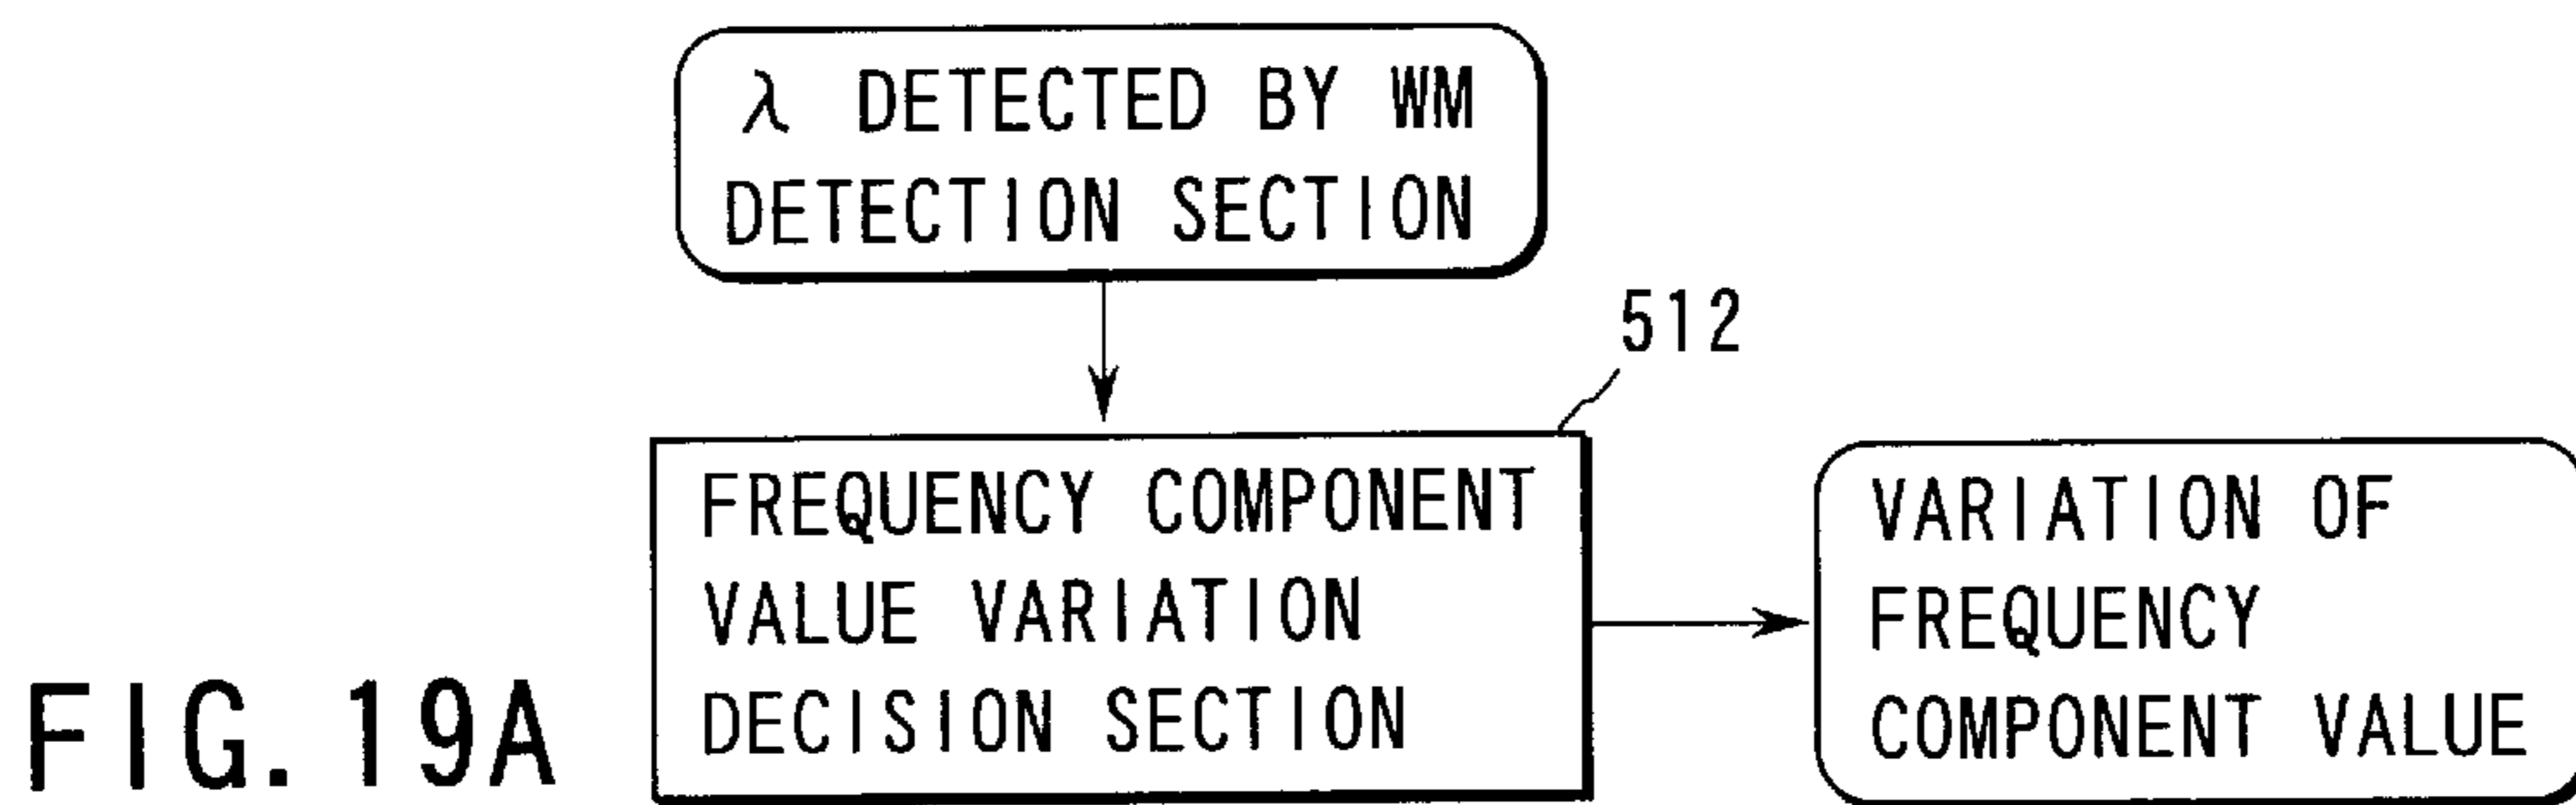 λ DETECTED BY WM
DETECTION SECTION
512
FREQUENCY COMPONENT
VALUE VARIATION
DECISION SECTION
VARIATION OF
FREQUENCY
COMPONENT VALUE
FIG. 19A